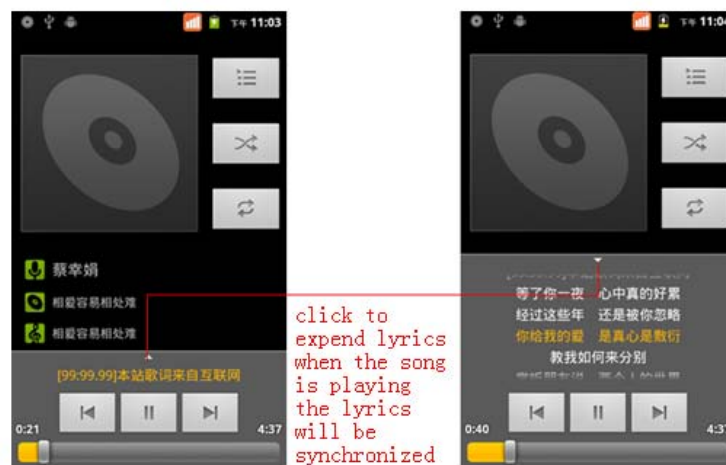 下午 11:03
蔡幸娟
相爱容易相处难
相爱容易相处难
[99:99.99]本站歌词来自互联网
0:21
4:37
click to
expend lyrics
when the song
is playing
the lyrics
will be
synchronized
下午 11:04
等了你一夜 心中真的好累
经过这些年 还是被你忽略
你给我的爱 是真心是敷衍
教我如何来分别
0:40
4:37